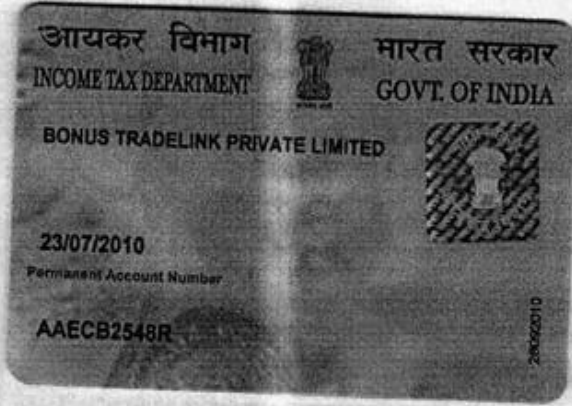 आयकर विभाग
INCOME TAX DEPARTMENT
भारत सरकार
GOVT. OF INDIA
BONUS TRADELINK PRIVATE LIMITED
23/07/2010
Permanent Account Number
AAECB2548R
28092010